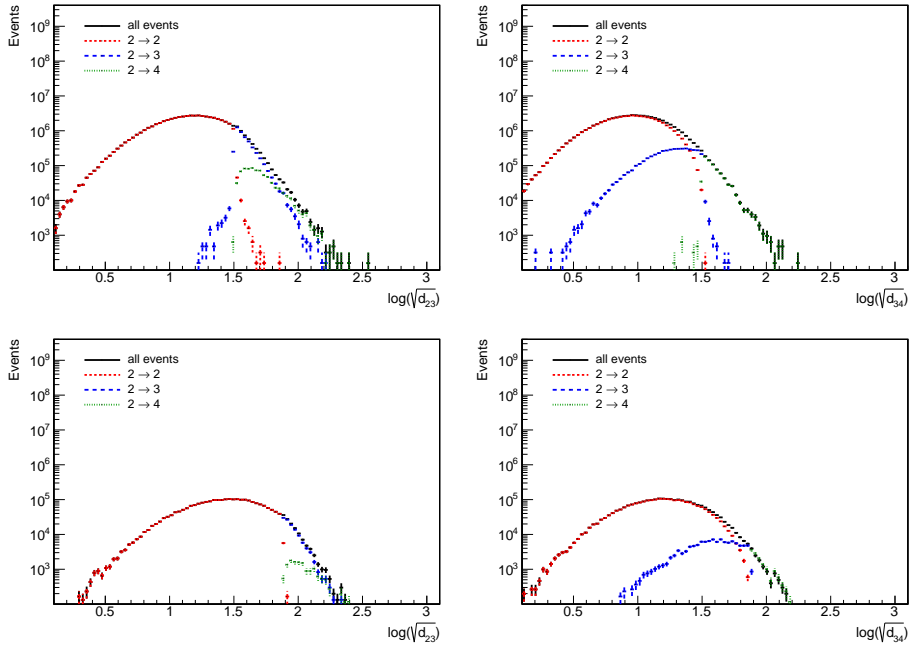 Events
10⁹
10⁸
10⁷
10⁶
10⁵
10⁴
10³
all events
2 → 2
2 → 3
2 → 4
0.5 1 1.5 2 2.5 3
log(√d₂₃)
Events
10⁹
10⁸
10⁷
10⁶
10⁵
10⁴
10³
all events
2 → 2
2 → 3
2 → 4
0.5 1 1.5 2 2.5 3
log(√d₃₄)
Events
10⁹
10⁸
10⁷
10⁶
10⁵
10⁴
10³
all events
2 → 2
2 → 3
2 → 4
0.5 1 1.5 2 2.5 3
log(√d₂₃)
Events
10⁹
10⁸
10⁷
10⁶
10⁵
10⁴
10³
all events
2 → 2
2 → 3
2 → 4
0.5 1 1.5 2 2.5 3
log(√d₃₄)